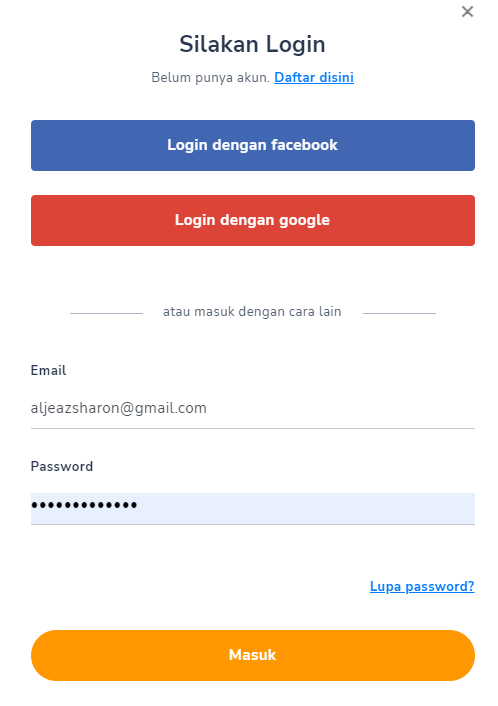 Silakan Login
Belum punya akun. Daftar disini
Login dengan facebook
Login dengan google
atau masuk dengan cara lain
Email
aljeazsharon@gmail.com
Password
•••••••••••••
Lupa password?
Masuk